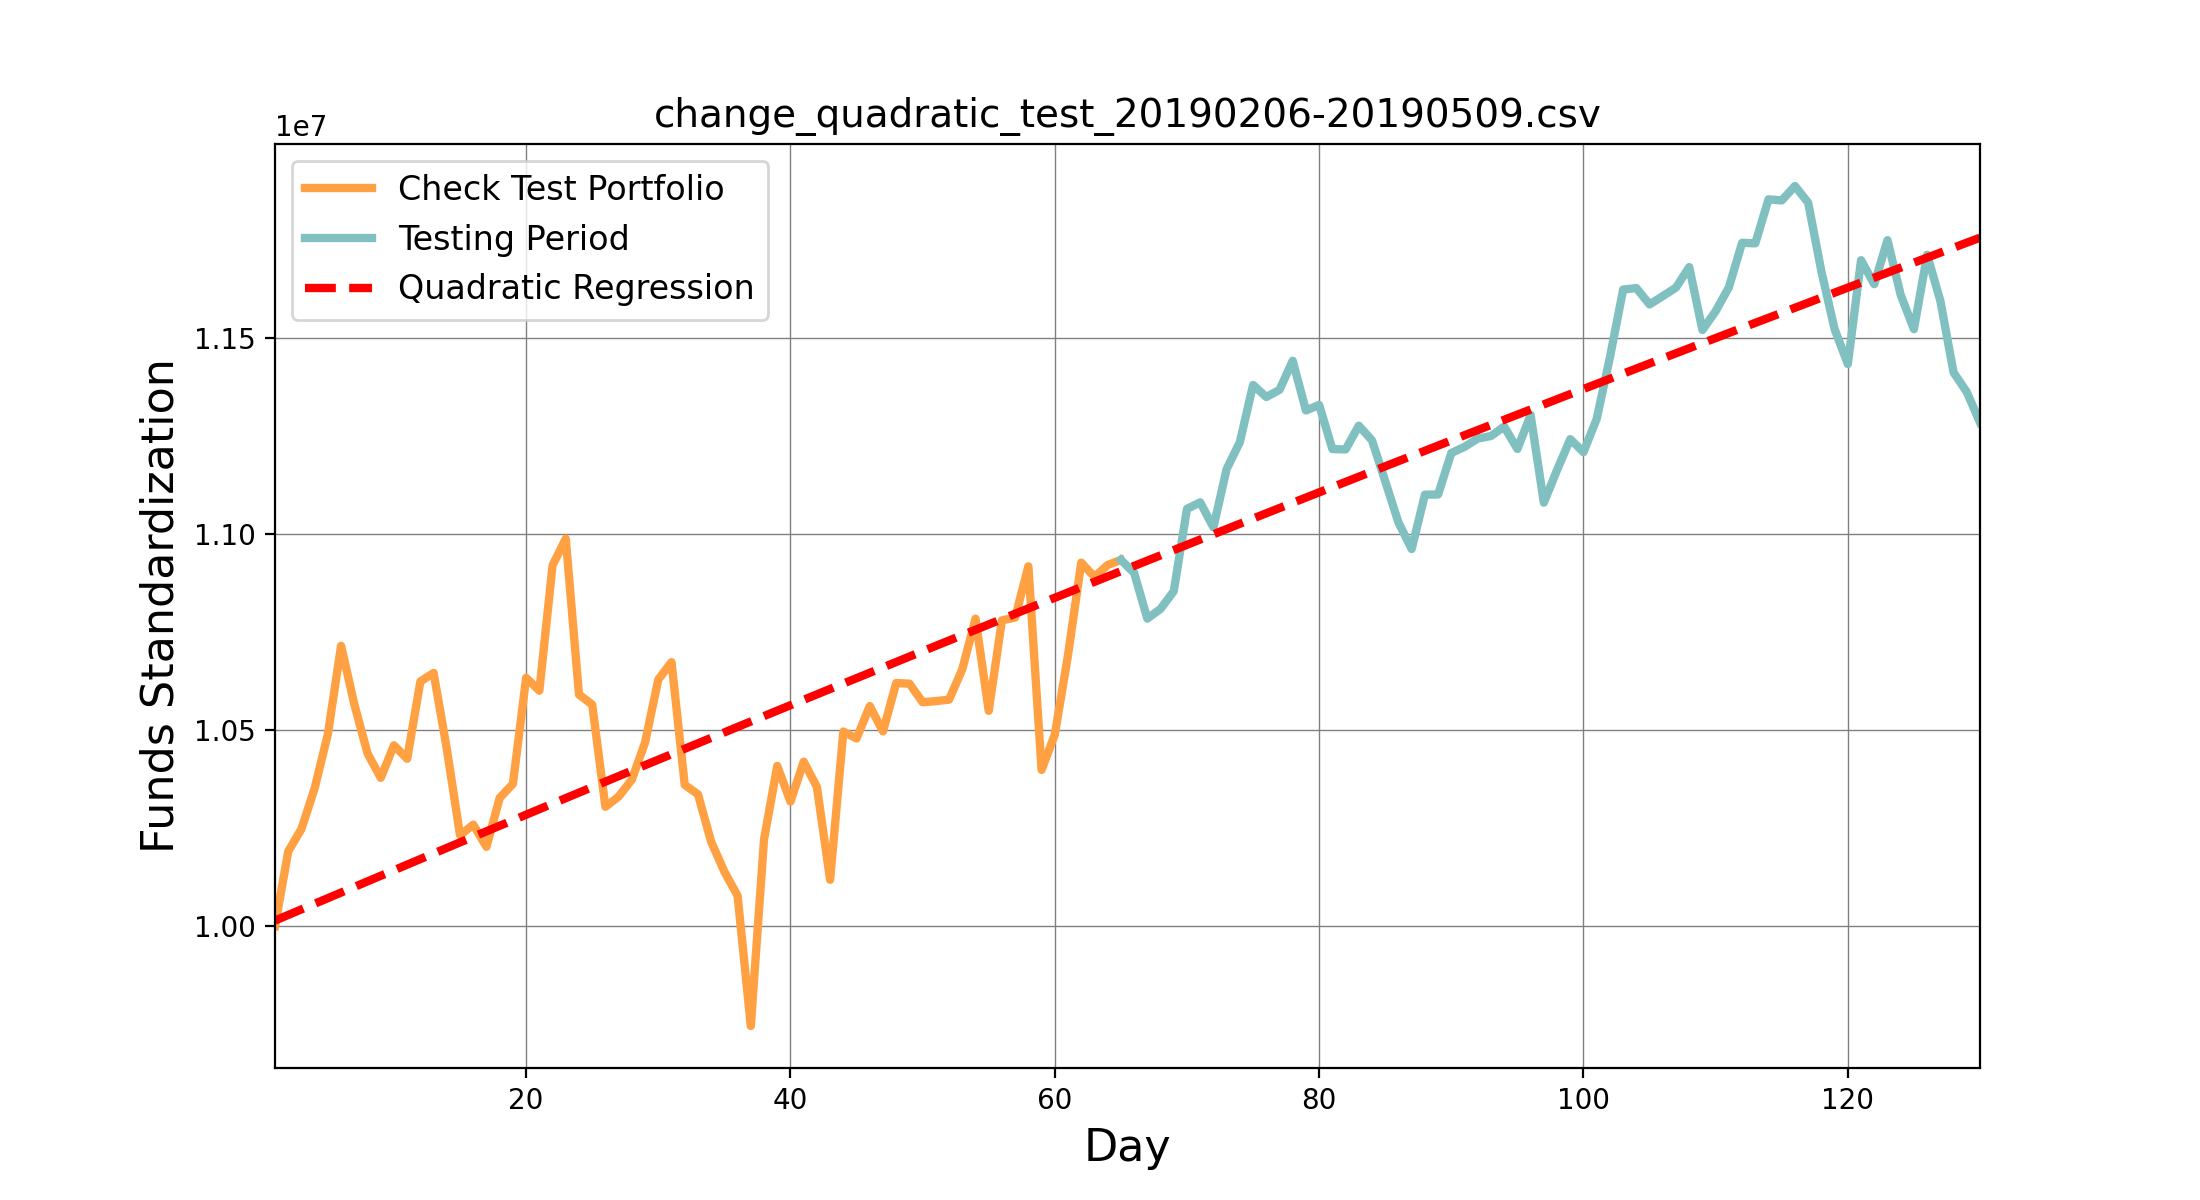 change_quadratic_test_20190206-20190509.csv
1e7
Check Test Portfolio
Testing Period
Quadratic Regression
1.15
1.10
1.05
1.00
Funds Standardization
20 40 60 80 100 120
Day